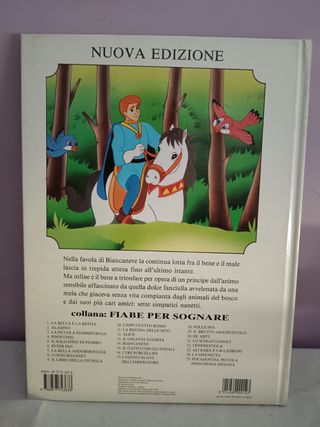 NUOVA EDIZIONE
Nella favola di Biancaneve la continua lotta fra il bene e il male
lascia in trepida attesa fino all'ultimo istante.
Ma infine è il bene a trionfare per opera di un principe dall'animo
sensibile affascinato da quella dolce fanciulla avvelenata da una
mela che giaceva senza vita compianta dagli animali del bosco
e dai suoi più cari amici: sette simpatici nanetti.
collana: FIABE PER SOGNARE
1. LA BELLA E LA BESTIA
2. ALADINO
3. LA PICCOLA FIAMMIFERAIA
4. PINOCCHIO
5. IL SOLDATINO DI PIOMBO
6. PETER PAN
7. LA BELLA ADDORMENTATA
8. I CIGNI SELVATICI
9. IL LIBRO DELLA GIUNGLA
10. CAPPUCCETTO ROSSO
11. LA REGINA DELLE NEVI
12. ALICE
13. IL GIGANTE EGOISTA
14. BIANCANEVE
15. IL GATTO CON GLI STIVALI
16. I TRE PORCELLINI
17. I VESTITI NUOVI
DELL'IMPERATORE
18. POLLICINA
19. IL BRUTTO ANATROCCOLO
20. RE ARTÙ
21. LO SCHIACCIANOCI
22. CENERENTOLA
23. ALI BABA E I 40 LADRONI
24. LA SIRENETTA
25. POCAHONTAS, PICCOLA
PRINCIPESSA INDIANA